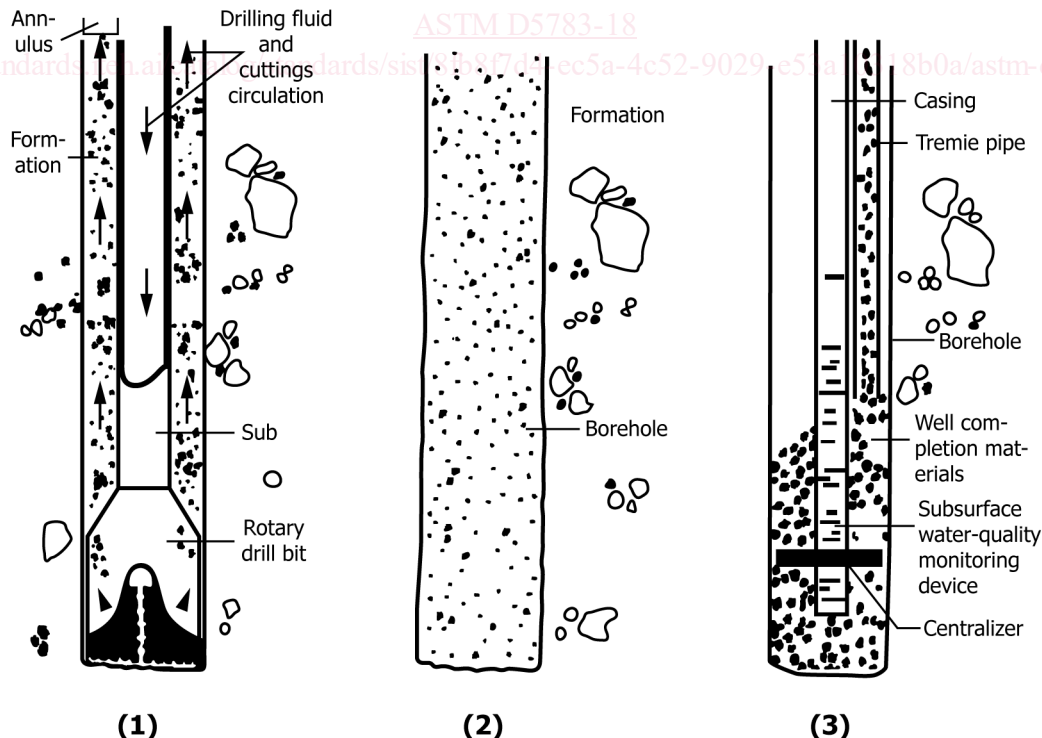 ASTM D5783-18
Ann-
ulus
Drilling fluid
and
cuttings
circulation
Form-
ation
Sub
Rotary
drill bit
(1)
Formation
Borehole
(2)
Casing
Tremie pipe
Borehole
Well com-
pletion mat-
erials
Subsurface
water-quality
monitoring
device
Centralizer
(3)